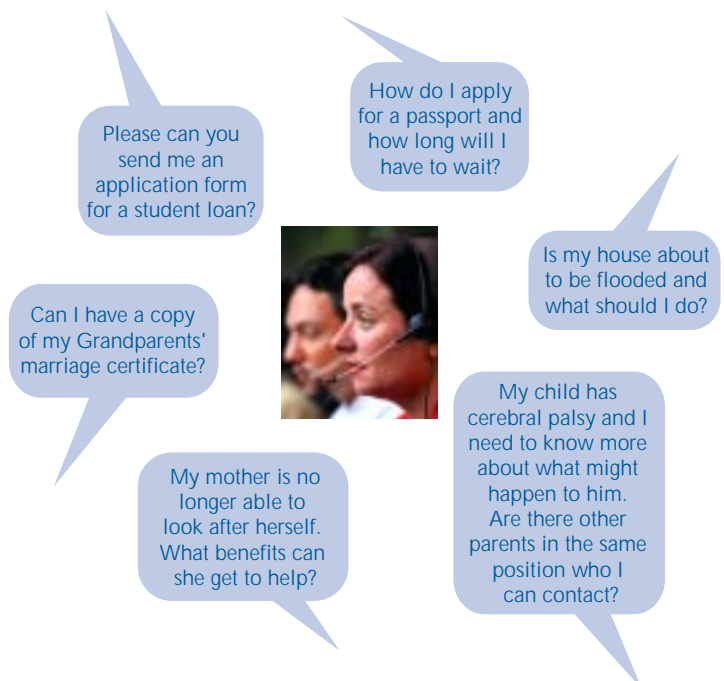 Please can you
send me an
application form
for a student loan?
How do I apply
for a passport and
how long will I
have to wait?
Is my house about
to be flooded and
what should I do?
Can I have a copy
of my Grandparents'
marriage certificate?
My mother is no
longer able to
look after herself.
What benefits can
she get to help?
My child has
cerebral palsy and I
need to know more
about what might
happen to him.
Are there other
parents in the same
position who I
can contact?